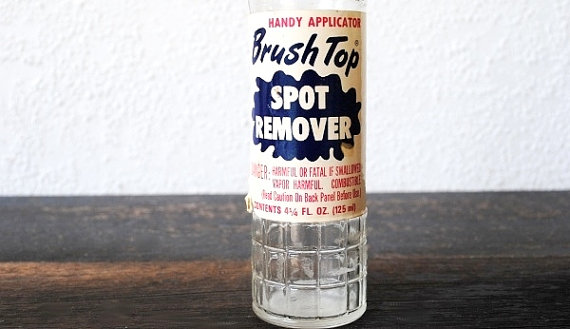 HANDY APPLICATOR
Brush Top®
SPOT
REMOVER
HARMFUL OR FATAL IF SWALLOWED
VAPOR HARMFUL. COMBUSTIBLE
(Read Caution On Back Panel Before Use.)
CONTENTS 4¼ FL. OZ. (125 ml)